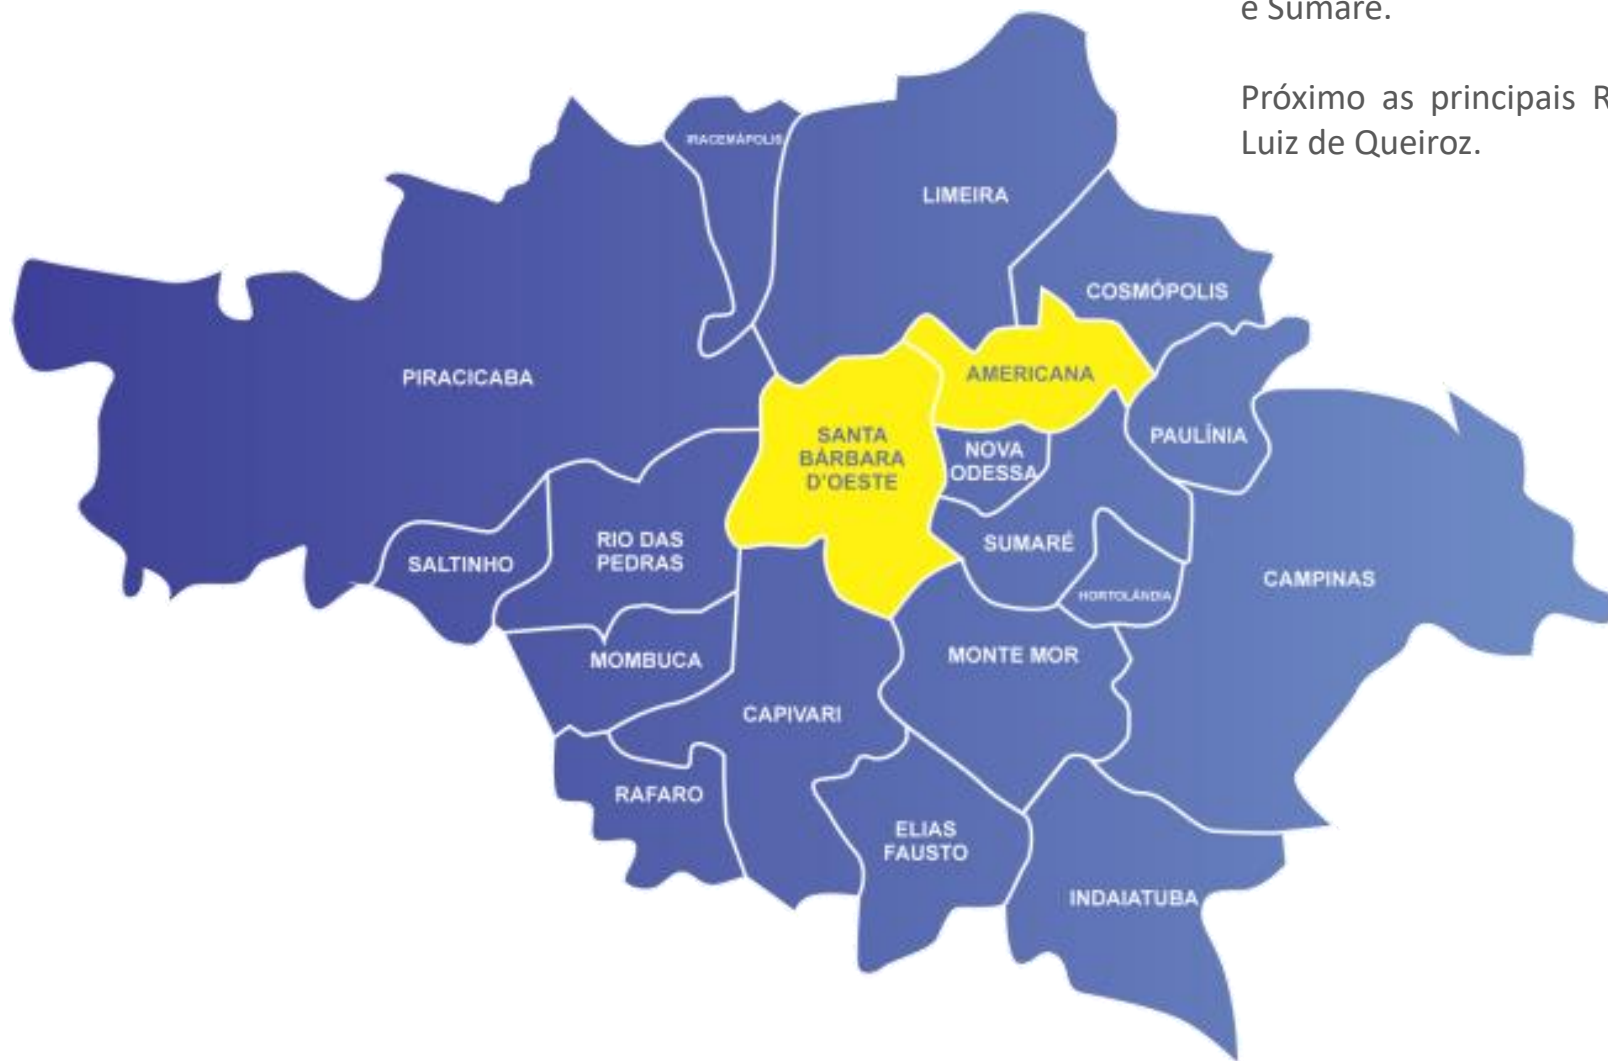 e Sumaré.
Próximo as principais R
Luiz de Queiroz.
IRACEMÁPOLIS
LIMEIRA
COSMÓPOLIS
PIRACICABA
AMERICANA
SANTA
BÁRBARA
D'OESTE
NOVA
ODESSA
PAULÍNIA
SALTINHO
RIO DAS
PEDRAS
SUMARÉ
CAMPINAS
HORTOLÂNDIA
MOMBUCA
MONTE MOR
CAPIVARI
RAFARO
ELIAS
FAUSTO
INDAIATUBA